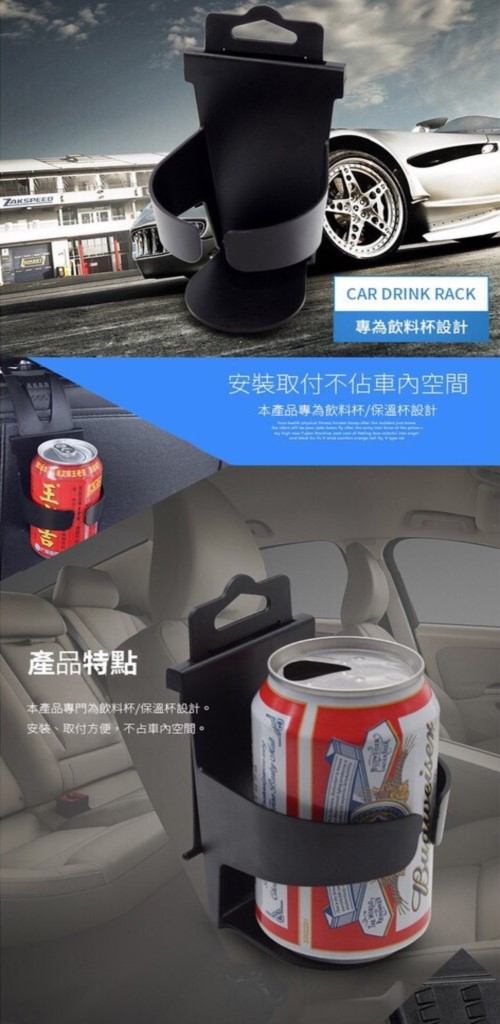 ZAKSPEED
CAR DRINK RACK
專為飲料杯設計
安裝取付不佔車內空間
本產品專為飲料杯/保溫杯設計
王
吉
產品特點
本產品專門為飲料杯/保溫杯設計。
安裝、取付方便，不占車內空間。
Budweiser